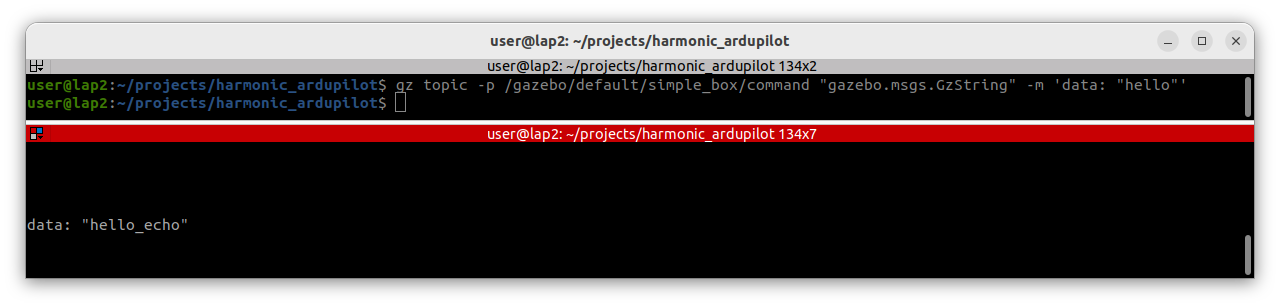 user@lap2: ~/projects/harmonic_ardupilot
user@lap2: ~/projects/harmonic_ardupilot 134x2
user@lap2:~/projects/harmonic_ardupilot$ gz topic -p /gazebo/default/simple_box/command "gazebo.msgs.GzString" -m 'data: "hello"'
user@lap2:~/projects/harmonic_ardupilot$
user@lap2: ~/projects/harmonic_ardupilot 134x7
data: "hello_echo"